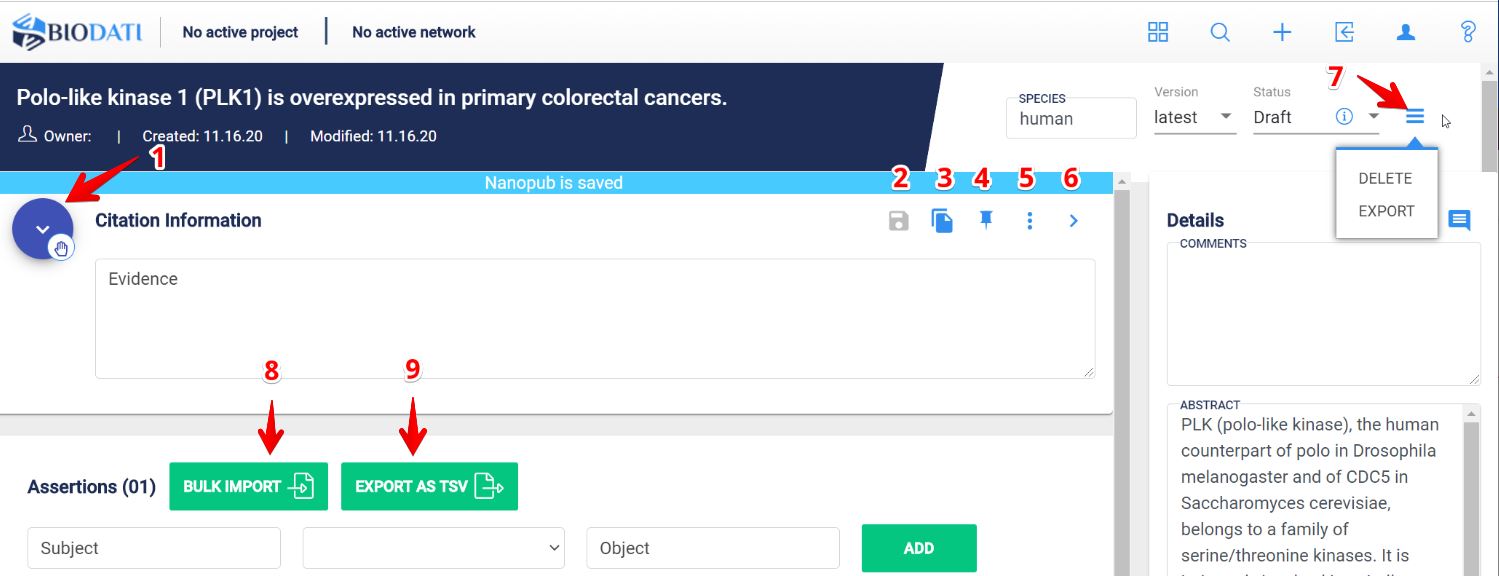 BIODATI
No active project
No active network
Polo-like kinase 1 (PLK1) is overexpressed in primary colorectal cancers.
Owner: | Created: 11.16.20 | Modified: 11.16.20
SPECIES
human
Version
latest
Status
Draft
7
DELETE
EXPORT
1
Nanopub is saved
2
3
4
5
6
Citation Information
Evidence
8
9
Assertions (01)
BULK IMPORT
EXPORT AS TSV
Subject
Object
ADD
Details
COMMENTS
ABSTRACT
PLK (polo-like kinase), the human
counterpart of polo in Drosophila
melanogaster and of CDC5 in
Saccharomyces cerevisiae,
belongs to a family of
serine/threonine kinases. It is